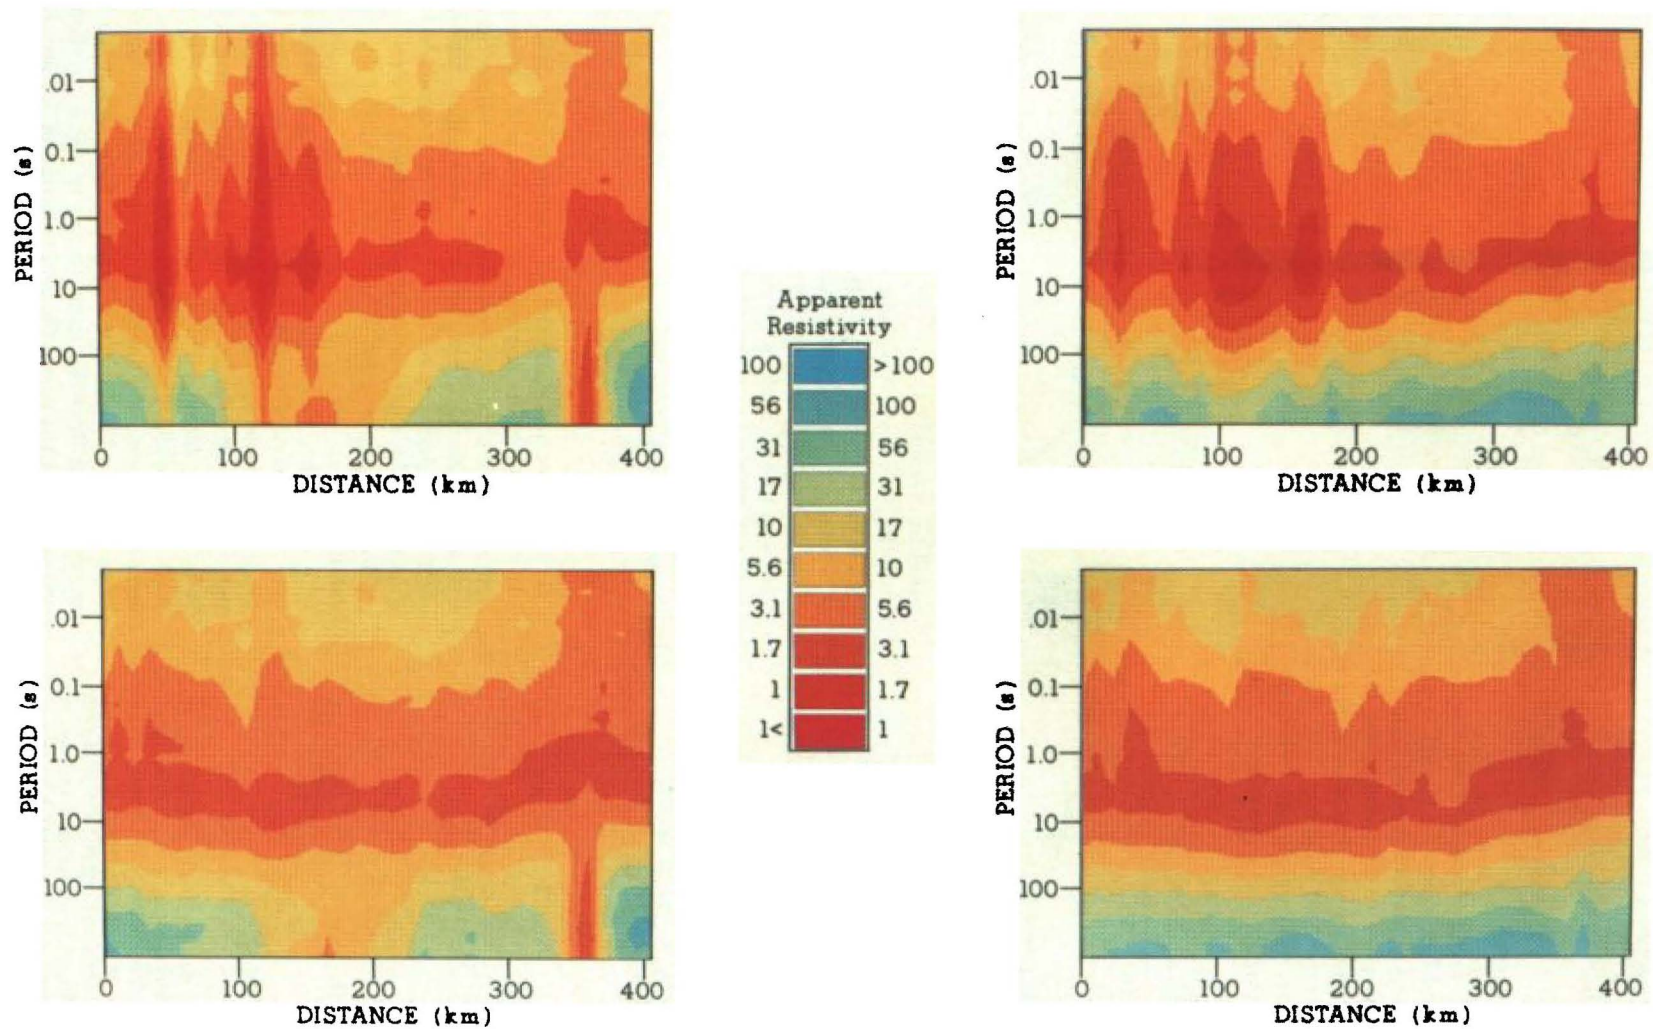 .01
0.1
1.0
10
100
PERIOD (s)
0 100 200 300 400
DISTANCE (km)
.01
0.1
1.0
10
100
PERIOD (s)
0 100 200 300 400
DISTANCE (km)
Apparent
Resistivity
100 >100
56 100
31 56
17 31
10 17
5.6 10
3.1 5.6
1.7 3.1
1 1.7
1< 1
.01
0.1
1.0
10
100
PERIOD (s)
0 100 200 300 400
DISTANCE (km)
.01
0.1
1.0
10
100
PERIOD (s)
0 100 200 300 400
DISTANCE (km)